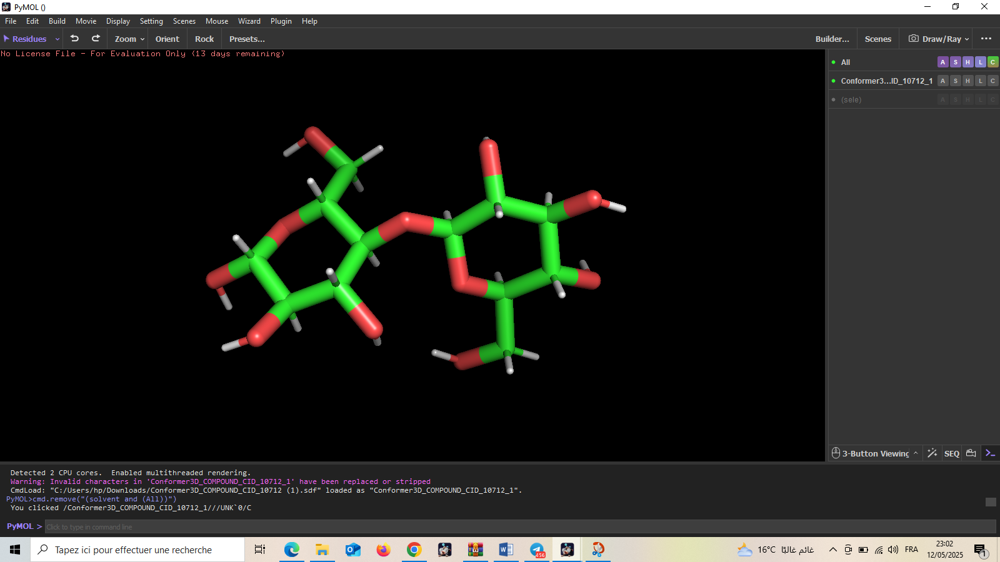 PyMOL ()
File Edit Build Movie Display Setting Scenes Mouse Wizard Plugin Help
Residues Zoom Orient Rock Presets... Builder... Scenes Draw/Ray
No License File - For Evaluation Only (13 days remaining)
All A S H L C
Conformer3...ID_10712_1 A S H L C
(sele) A S H L C
3-Button Viewing SEQ
Detected 2 CPU cores. Enabled multithreaded rendering.
Warning: Invalid characters in 'Conformer3D_COMPOUND_CID_10712_1' have been replaced or stripped
CmdLoad: "C:/Users/hp/Downloads/Conformer3D_COMPOUND_CID_10712 (1).sdf" loaded as "Conformer3D_COMPOUND_CID_10712_1".
PyMOL>cmd.remove("(solvent and (All))")
You clicked /Conformer3D_COMPOUND_CID_10712_1///UNK`0/C
PyMOL > Click to type in command line
Tapez ici pour effectuer une recherche
456
16°C غائم غالبًا
FRA
23:02
12/05/2025
1